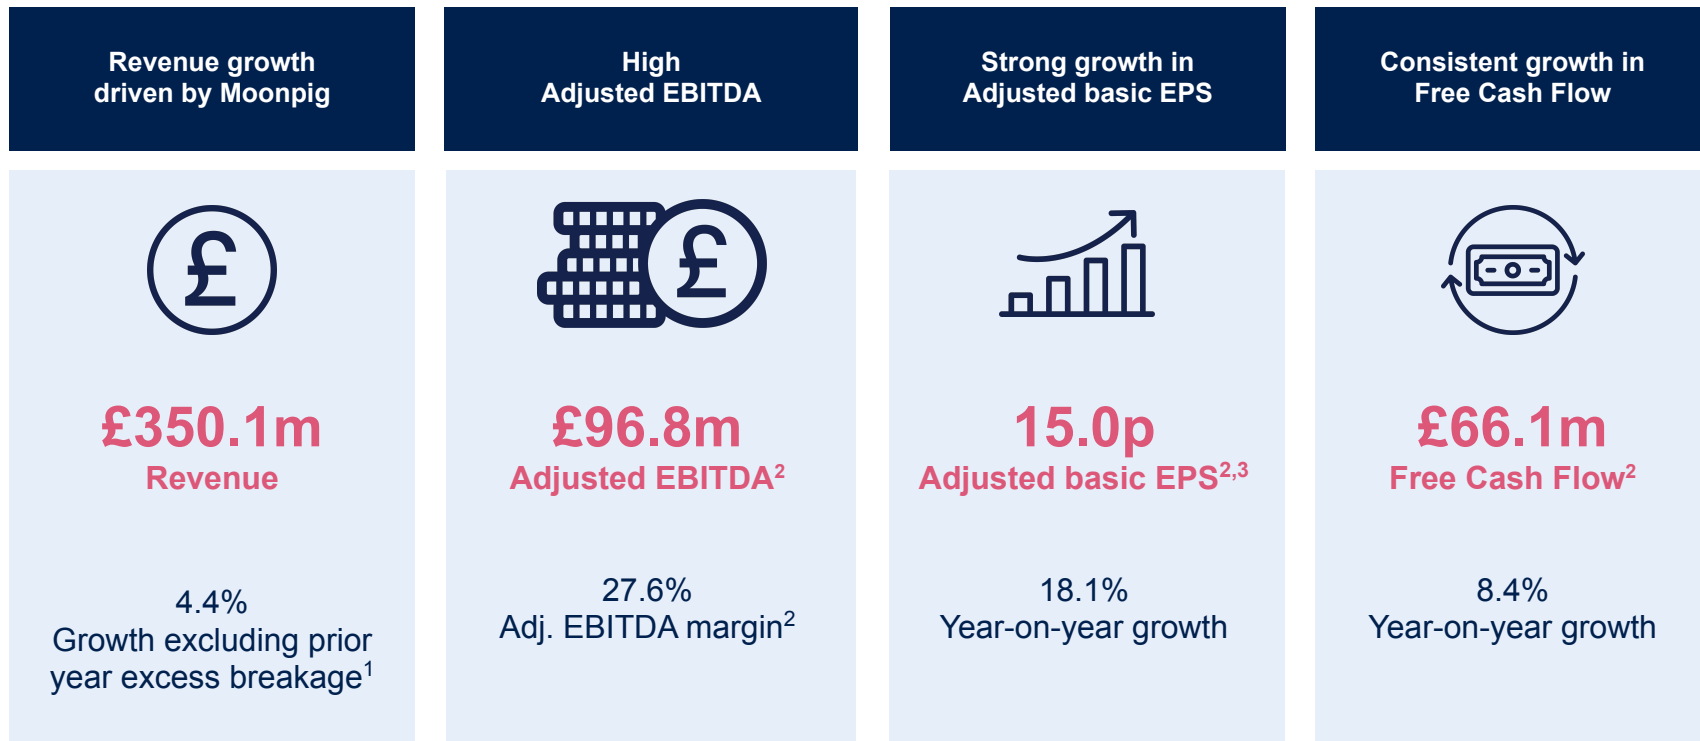 Revenue growth
driven by Moonpig
High
Adjusted EBITDA
Strong growth in
Adjusted basic EPS
Consistent growth in
Free Cash Flow
£
£350.1m
Revenue
4.4%
Growth excluding prior
year excess breakage¹
£
£96.8m
Adjusted EBITDA²
27.6%
Adj. EBITDA margin²
15.0p
Adjusted basic EPS²,³
18.1%
Year-on-year growth
£66.1m
Free Cash Flow²
8.4%
Year-on-year growth